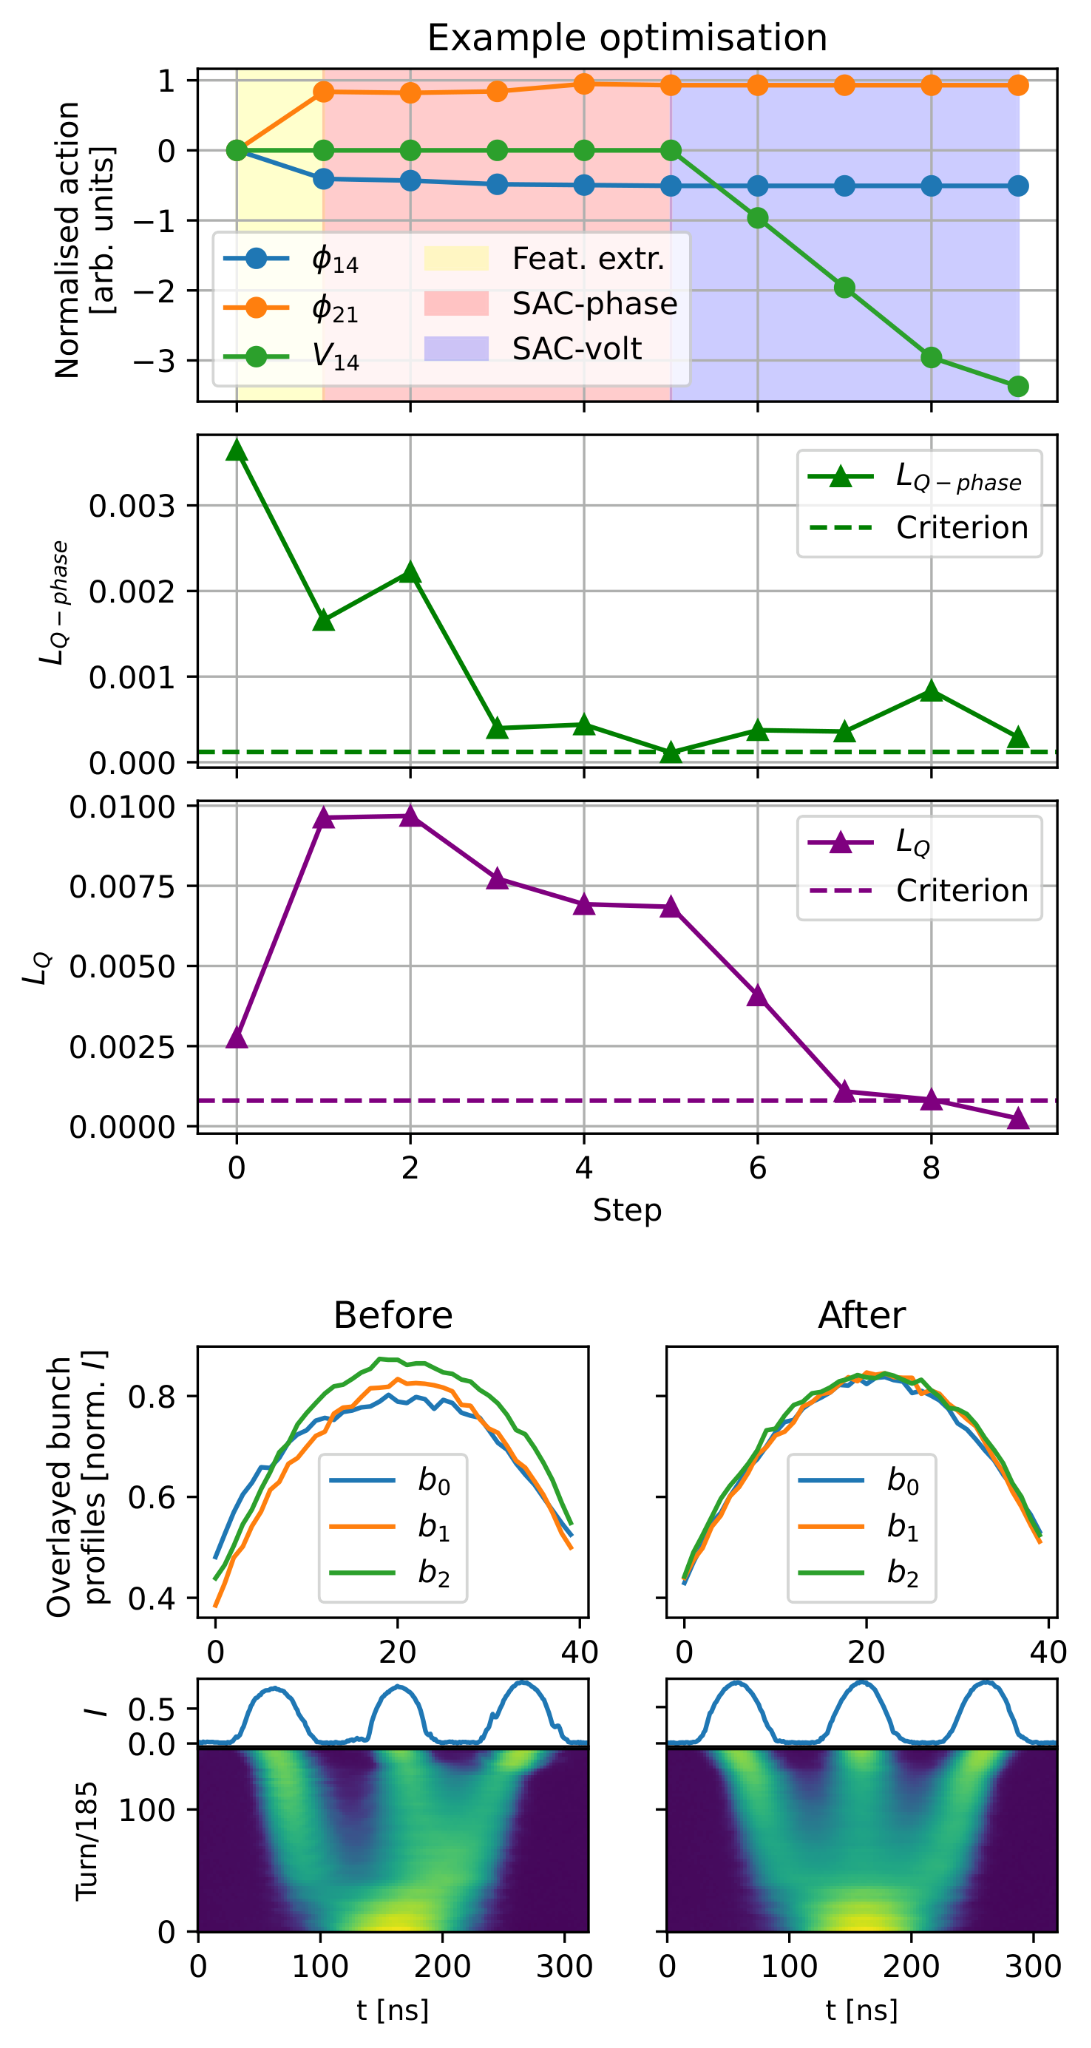 Example optimisation
Normalised action
[arb. units]
1
0
−1
−2
−3
ϕ14
ϕ21
V14
Feat. extr.
SAC-phase
SAC-volt
LQ−phase
0.003
0.002
0.001
0.000
LQ−phase
Criterion
LQ
0.0100
0.0075
0.0050
0.0025
0.0000
LQ
Criterion
0 2 4 6 8
Step
Before
After
Overlayed bunch
profiles [norm. I]
0.8
0.6
0.4
b0
b1
b2
b0
b1
b2
0 20 40
0 20 40
I
0.5
0.0
Turn/185
100
0
0 100 200 300
0 100 200 300
t [ns]
t [ns]